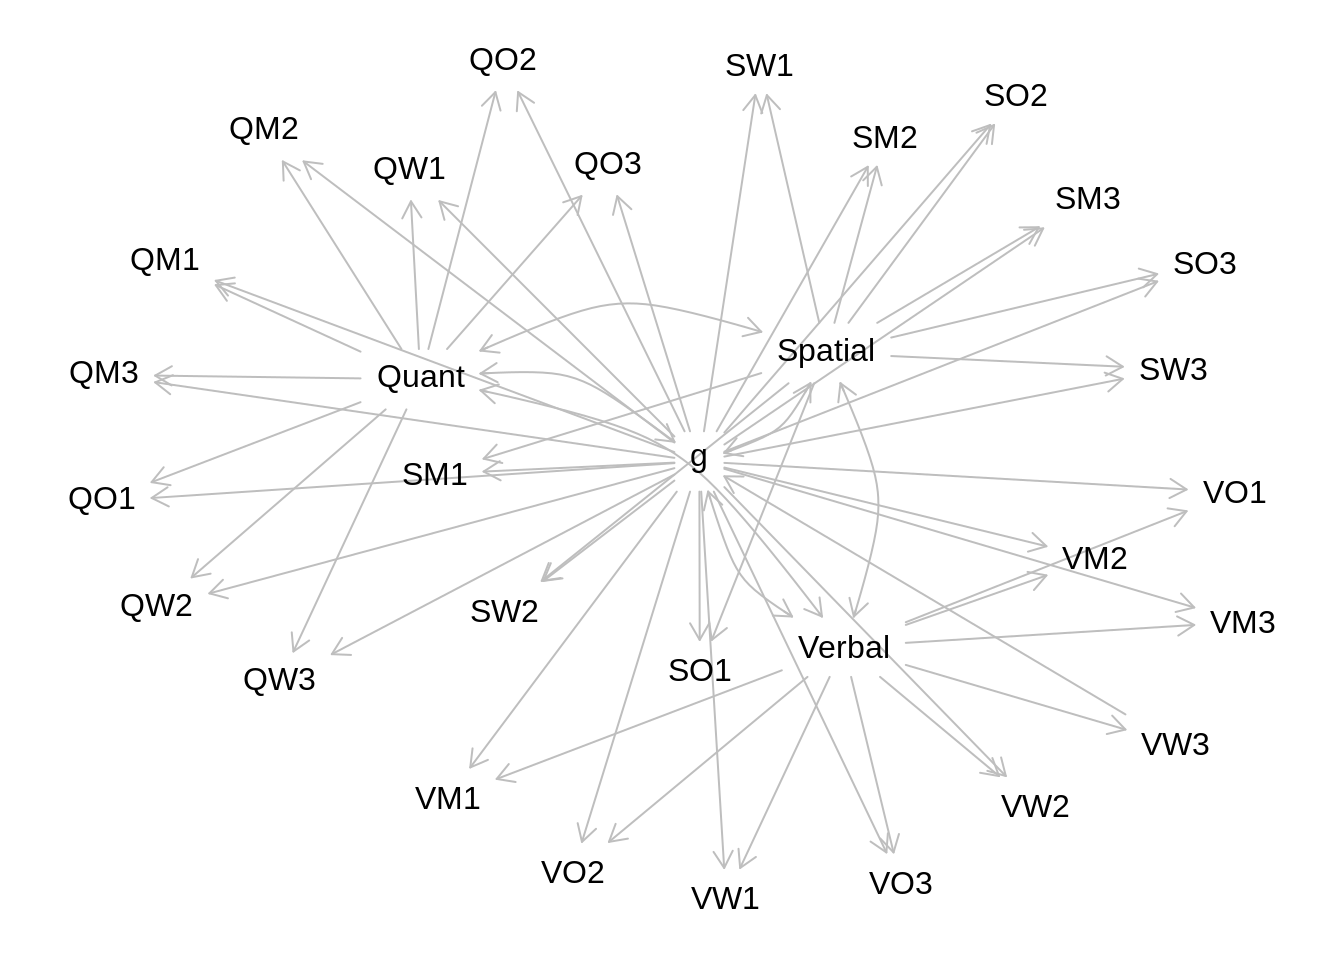 QO2
SW1
SO2
QM2
SM2
QW1
QO3
SM3
QM1
SO3
Spatial
QM3
Quant
SW3
g
SM1
QO1
VO1
VM2
QW2
SW2
VM3
Verbal
QW3
SO1
VW3
VM1
VW2
VO2
VO3
VW1